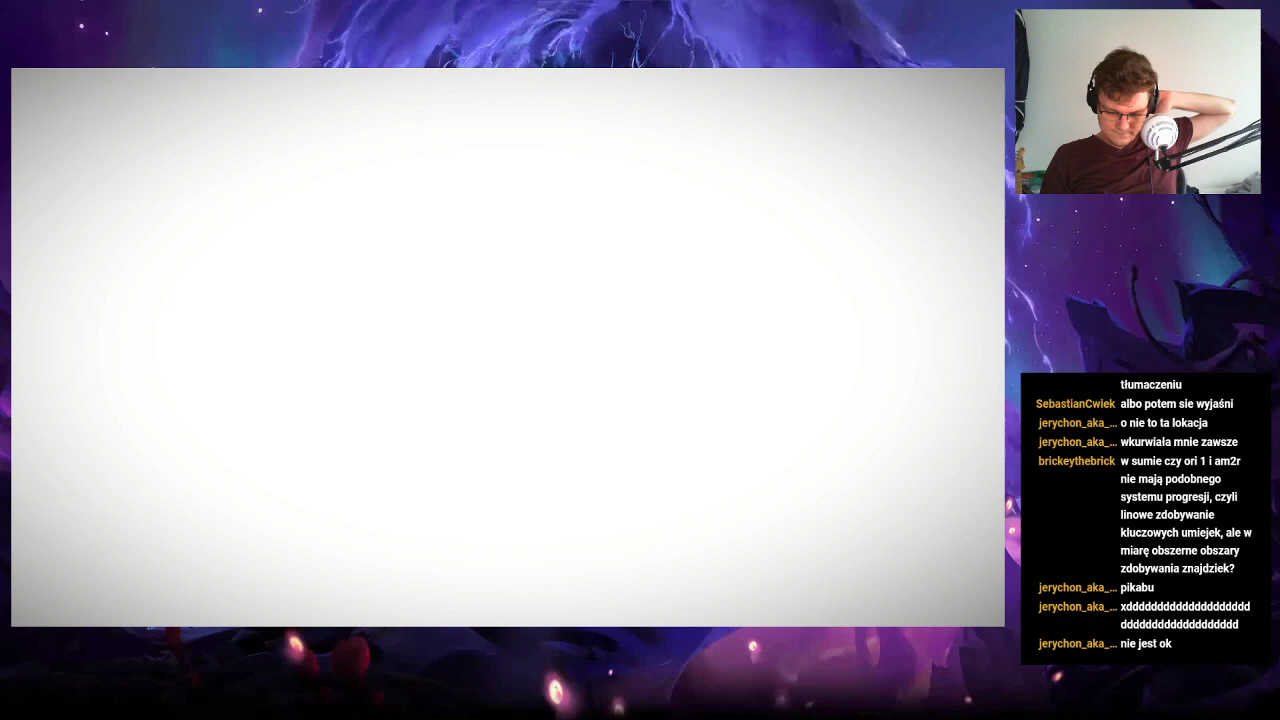 tłumaczeniu
SebastianCwiek albo potem sie wyjaśni
jerychon_aka_... o nie to ta lokacja
jerychon_aka_... wkurwiała mnie zawsze
brickeythebrick w sumie czy ori 1 i am2r
nie mają podobnego
systemu progresji, czyli
linowe zdobywanie
kluczowych umiejek, ale w
miarę obszerne obszary
zdobywania znajdziek?
jerychon_aka_... pikabu
jerychon_aka_... xdddddddddddddddddddd
ddddddddddddddddddd
jerychon_aka_... nie jest ok